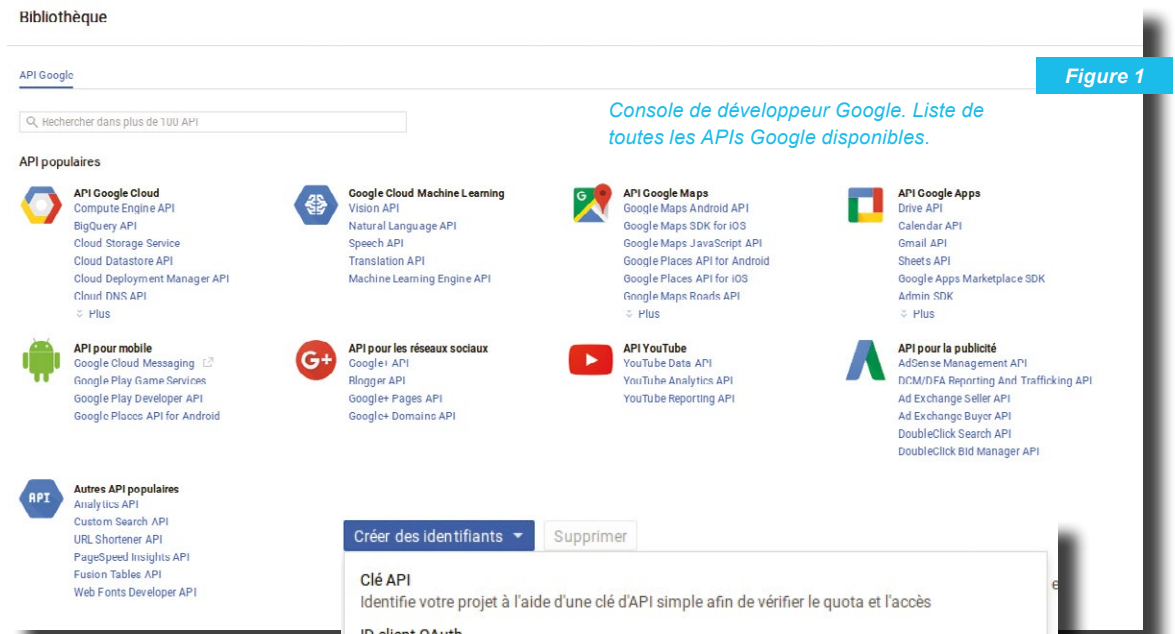 Bibliothèque
API Google
Figure 1
Console de développeur Google. Liste de
toutes les APIs Google disponibles.
Rechercher dans plus de 100 API
API populaires
API Google Cloud
Compute Engine API
BigQuery API
Cloud Storage Service
Cloud Datastore API
Cloud Deployment Manager API
Cloud DNS API
Plus
Google Cloud Machine Learning
Vision API
Natural Language API
Speech API
Translation API
Machine Learning Engine API
G
API Google Maps
Google Maps Android API
Google Maps SDK for iOS
Google Maps JavaScript API
Google Places API for Android
Google Places API for iOS
Google Maps Roads API
Plus
API Google Apps
Drive API
Calendar API
Gmail API
Sheets API
Google Apps Marketplace SDK
Admin SDK
Plus
API pour mobile
Google Cloud Messaging
Google Play Game Services
Google Play Developer API
Google Places API for Android
G+
API pour les réseaux sociaux
Google+ API
Blogger API
Google+ Pages API
Google+ Domains API
API YouTube
YouTube Data API
YouTube Analytics API
YouTube Reporting API
API pour la publicité
AdSense Management API
DCM/DFA Reporting And Trafficking API
Ad Exchange Seller API
Ad Exchange Buyer API
DoubleClick Search API
DoubleClick Bid Manager API
API
Autres API populaires
Analytics API
Custom Search API
URL Shortener API
PageSpeed Insights API
Fusion Tables API
Web Fonts Developer API
Créer des identifiants
Supprimer
Clé API
Identifie votre projet à l'aide d'une clé d'API simple afin de vérifier le quota et l'accès
ID client OAuth